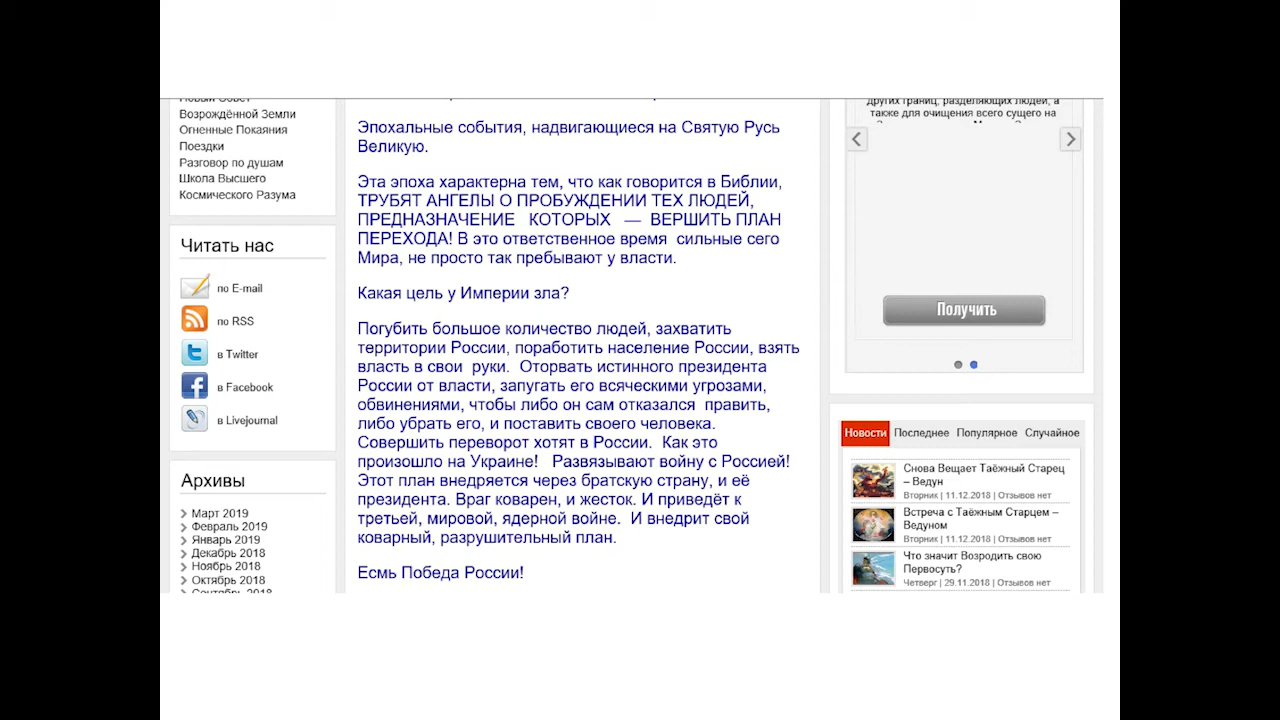 Новый Совет
Возрождённой Земли
Огненные Покаяния
Поездки
Разговор по душам
Школа Высшего
Космического Разума
Читать нас
по E-mail
по RSS
в Twitter
в Facebook
в Livejournal
Архивы
Март 2019
Февраль 2019
Январь 2019
Декабрь 2018
Ноябрь 2018
Октябрь 2018
Сентябрь 2018
Эпохальные события, надвигающиеся на Святую Русь
Великую.
Эта эпоха характерна тем, что как говорится в Библии,
ТРУБЯТ АНГЕЛЫ О ПРОБУЖДЕНИИ ТЕХ ЛЮДЕЙ,
ПРЕДНАЗНАЧЕНИЕ КОТОРЫХ — ВЕРШИТЬ ПЛАН
ПЕРЕХОДА! В это ответственное время сильные сего
Мира, не просто так пребывают у власти.
Какая цель у Империи зла?
Погубить большое количество людей, захватить
территории России, поработить население России, взять
власть в свои руки. Оторвать истинного президента
России от власти, запугать его всяческими угрозами,
обвинениями, чтобы либо он сам отказался править,
либо убрать его, и поставить своего человека.
Совершить переворот хотят в России. Как это
произошло на Украине! Развязывают войну с Россией!
Этот план внедряется через братскую страну, и её
президента. Враг коварен, и жесток. И приведёт к
третьей, мировой, ядерной войне. И внедрит свой
коварный, разрушительный план.
Есмь Победа России!
других границ, разделяющих людей, а
также для очищения всего сущего на
Получить
Новости Последнее Популярное Случайное
Снова Вещает Таёжный Старец
– Ведун
Вторник | 11.12.2018 | Отзывов нет
Встреча с Таёжным Старцем –
Ведуном
Вторник | 11.12.2018 | Отзывов нет
Что значит Возродить свою
Первосуть?
Четверг | 29.11.2018 | Отзывов нет